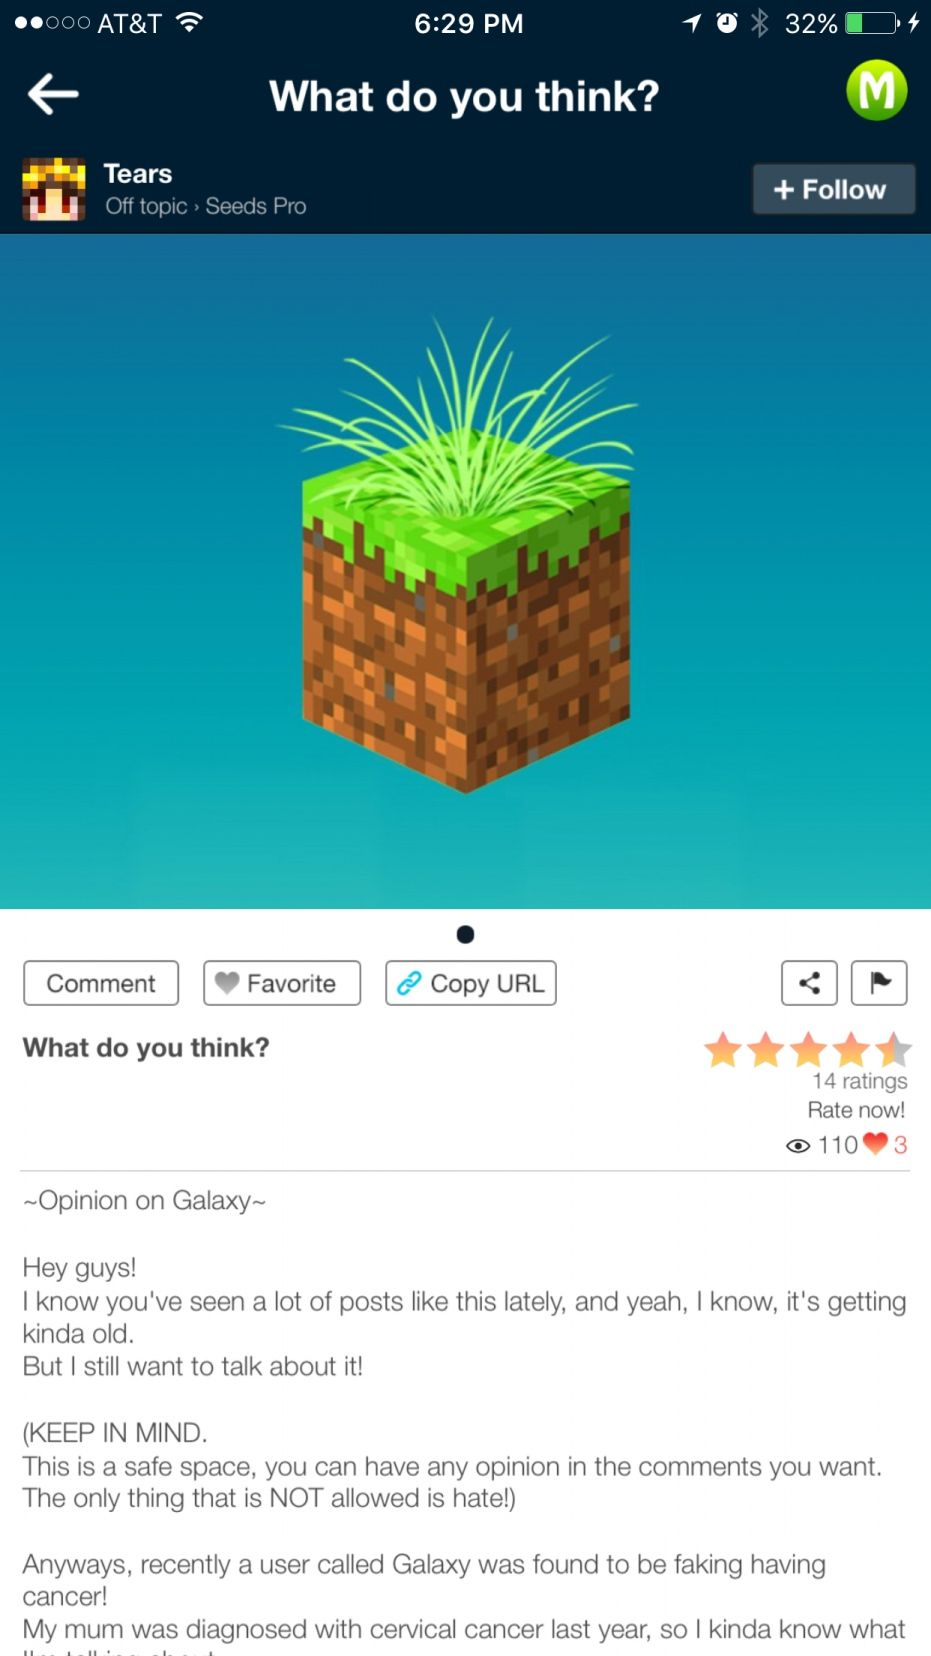 AT&T 6:29 PM 32%
What do you think?
M
Tears
Off topic › Seeds Pro
+ Follow
Comment Favorite Copy URL
What do you think?
14 ratings
Rate now!
110 3
~Opinion on Galaxy~
Hey guys!
I know you've seen a lot of posts like this lately, and yeah, I know, it's getting
kinda old.
But I still want to talk about it!
(KEEP IN MIND.
This is a safe space, you can have any opinion in the comments you want.
The only thing that is NOT allowed is hate!)
Anyways, recently a user called Galaxy was found to be faking having
cancer!
My mum was diagnosed with cervical cancer last year, so I kinda know what